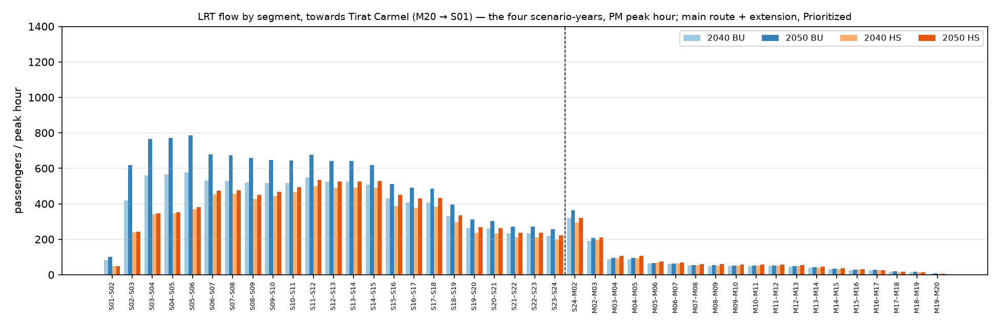 LRT flow by segment, towards Tirat Carmel (M20 → S01) — the four scenario-years, PM peak hour; main route + extension, Prioritized
2040 BU
2050 BU
2040 HS
2050 HS
passengers / peak hour
1400
1200
1000
800
600
400
200
0
S01–S02
S02–S03
S03–S04
S04–S05
S05–S06
S06–S07
S07–S08
S08–S09
S09–S10
S10–S11
S11–S12
S12–S13
S13–S14
S14–S15
S15–S16
S16–S17
S17–S18
S18–S19
S19–S20
S20–S21
S21–S22
S22–S23
S23–S24
S24–M02
M02–M03
M03–M04
M04–M05
M05–M06
M06–M07
M07–M08
M08–M09
M09–M10
M10–M11
M11–M12
M12–M13
M13–M14
M14–M15
M15–M16
M16–M17
M17–M18
M18–M19
M19–M20